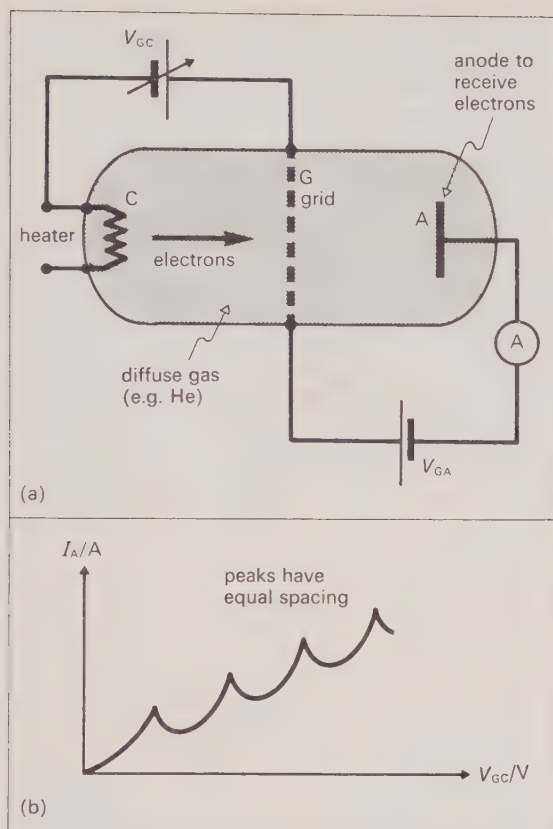 V_GC
anode to
receive
electrons
G
grid
C
A
heater
electrons
A
diffuse gas
(e.g. He)
V_GA
(a)
I_A/A
peaks have
equal spacing
V_GC/V
(b)